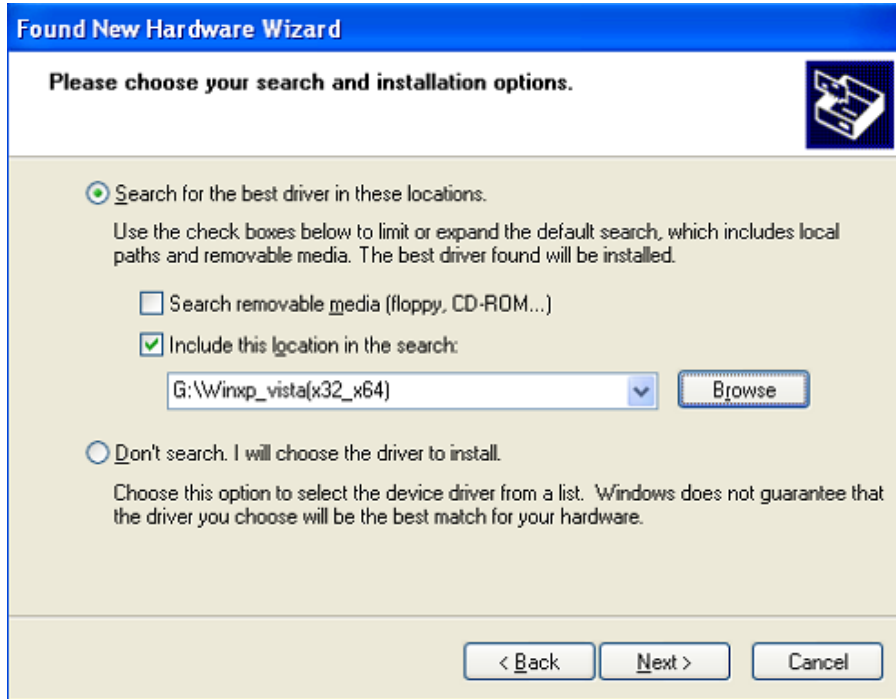 Found New Hardware Wizard
Please choose your search and installation options.
Search for the best driver in these locations.
Use the check boxes below to limit or expand the default search, which includes local
paths and removable media. The best driver found will be installed.
Search removable media (floppy, CD-ROM...)
Include this location in the search:
G:\Winxp_vista(x32_x64)
Browse
Don't search. I will choose the driver to install.
Choose this option to select the device driver from a list. Windows does not guarantee that
the driver you choose will be the best match for your hardware.
< Back
Next >
Cancel